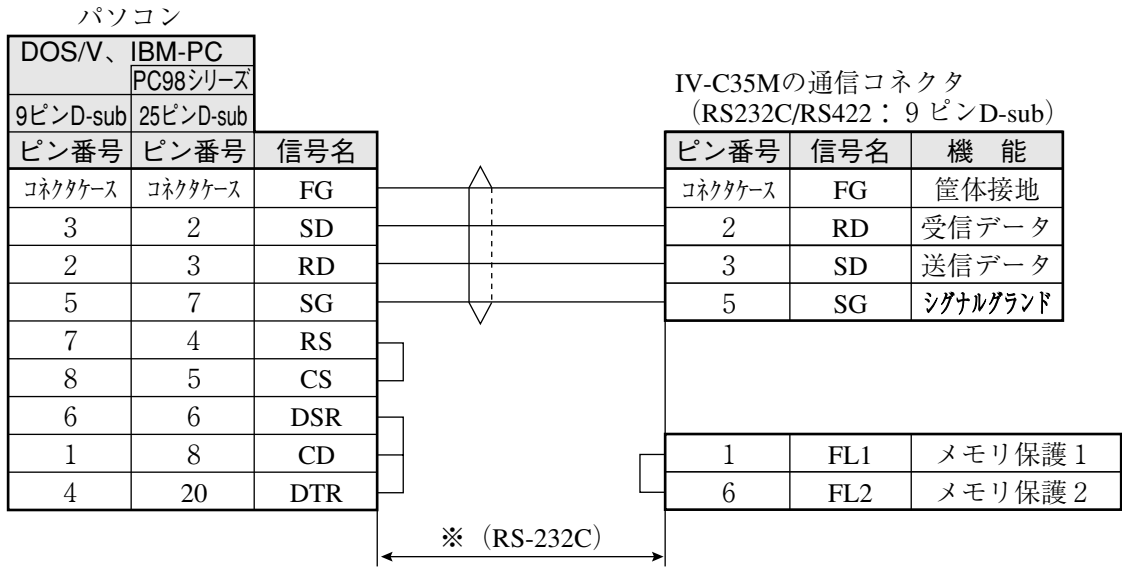 パソコン
DOS/V、IBM-PC
PC98シリーズ
9ピンD-sub 25ピンD-sub
ピン番号 ピン番号 信号名
コネクタケース コネクタケース FG
3 2 SD
2 3 RD
5 7 SG
7 4 RS
8 5 CS
6 6 DSR
1 8 CD
4 20 DTR
IV-C35Mの通信コネクタ
（RS232C/RS422：９ピンD-sub）
ピン番号 信号名 機 能
コネクタケース FG 筐体接地
2 RD 受信データ
3 SD 送信データ
5 SG シグナルグランド
1 FL1 メモリ保護１
6 FL2 メモリ保護２
※（RS-232C）